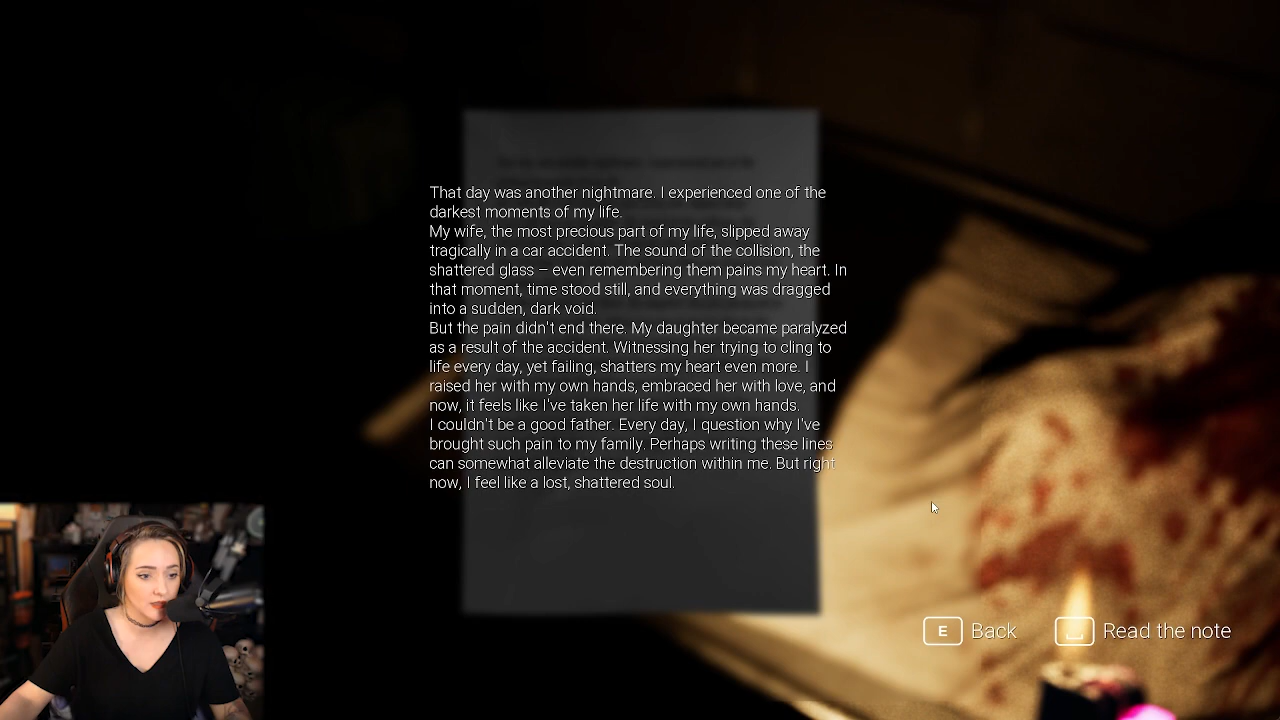 That day was another nightmare. I experienced one of the
darkest moments of my life.
My wife, the most precious part of my life, slipped away
tragically in a car accident. The sound of the collision, the
shattered glass – even remembering them pains my heart. In
that moment, time stood still, and everything was dragged
into a sudden, dark void.
But the pain didn't end there. My daughter became paralyzed
as a result of the accident. Witnessing her trying to cling to
life every day, yet failing, shatters my heart even more. I
raised her with my own hands, embraced her with love, and
now, it feels like I've taken her life with my own hands.
I couldn't be a good father. Every day, I question why I've
brought such pain to my family. Perhaps writing these lines
can somewhat alleviate the destruction within me. But right
now, I feel like a lost, shattered soul.
E Back Read the note